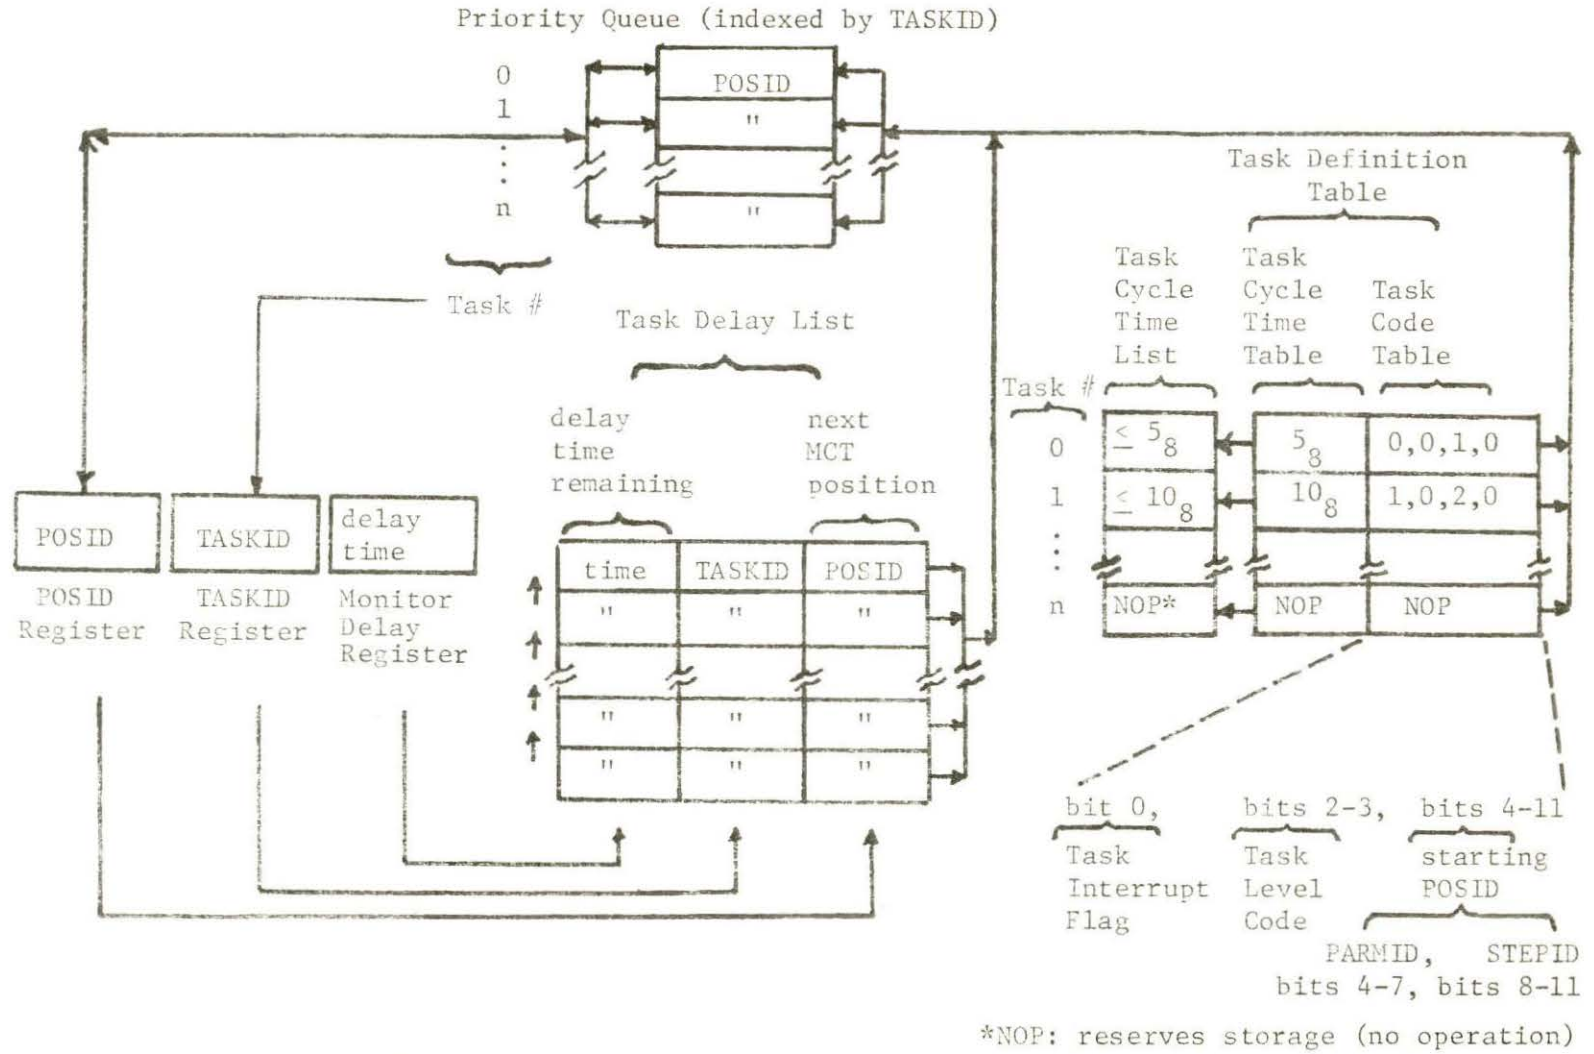 Priority Queue (indexed by TASKID)
0
POSID
1
"
n
"
Task #
Task Definition
Table
Task
Cycle
Time
List
Task
Cycle
Time
Table
Task
Code
Table
Task #
0
≤ 5₈
5₈
0,0,1,0
1
≤ 10₈
10₈
1,0,2,0
n
NOP*
NOP
NOP
Task Delay List
delay
time
remaining
next
MCT
position
time
TASKID
POSID
"
"
"
"
"
"
"
"
"
POSID
TASKID
delay
time
POSID
Register
TASKID
Register
Monitor
Delay
Register
bit 0,
bits 2-3,
bits 4-11
Task
Interrupt
Flag
Task
Level
Code
starting
POSID
PARMID, STEPID
bits 4-7, bits 8-11
*NOP: reserves storage (no operation)